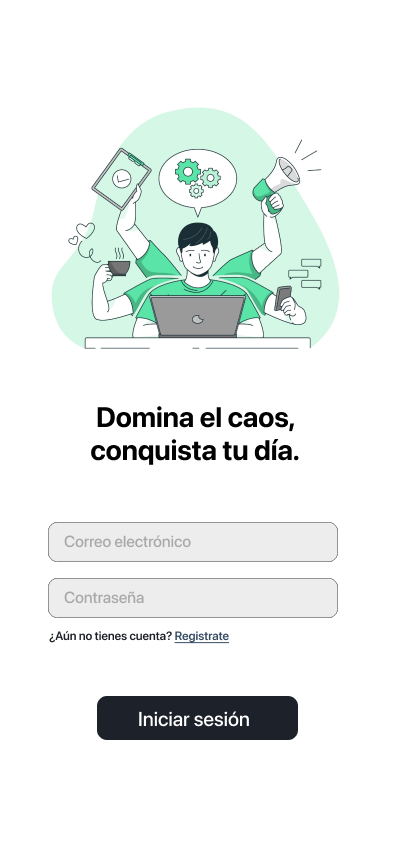 Domina el caos,
conquista tu día.
Correo electrónico
Contraseña
¿Aún no tienes cuenta? Registrate
Iniciar sesión